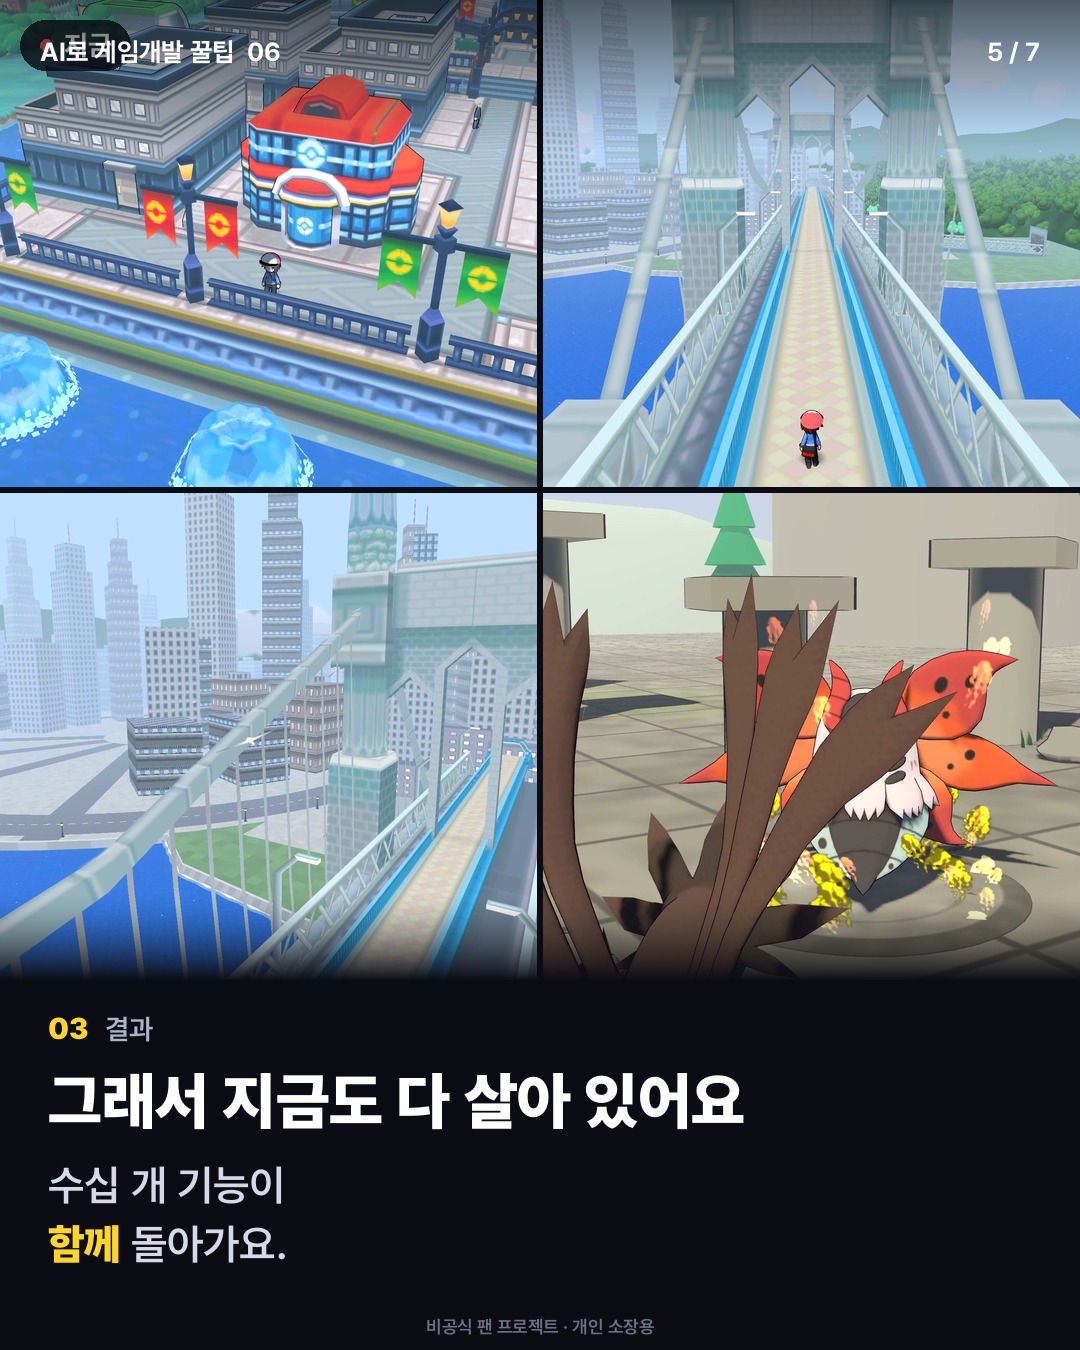 AI로 게임개발 꿀팁 06
5 / 7
지금
03 결과
그래서 지금도 다 살아 있어요
수십 개 기능이
함께 돌아가요.
비공식 팬 프로젝트 · 개인 소장용